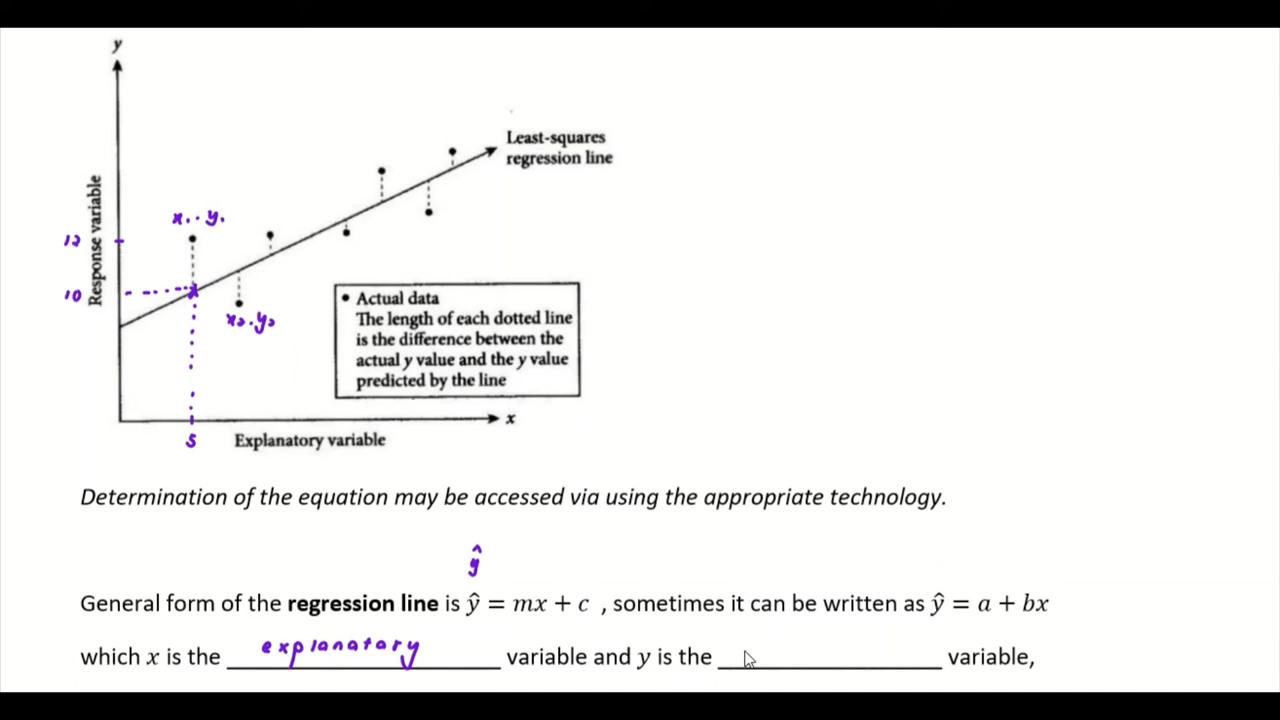 y
Least-squares
regression line
Response variable
x₁. y₁
12
10
x₂. y₂
• Actual data
The length of each dotted line
is the difference between the
actual y value and the y value
predicted by the line
x
5
Explanatory variable
Determination of the equation may be accessed via using the appropriate technology.
ŷ
General form of the regression line is ŷ = mx + c , sometimes it can be written as ŷ = a + bx
which x is the explanatory variable and y is the ____________ variable,